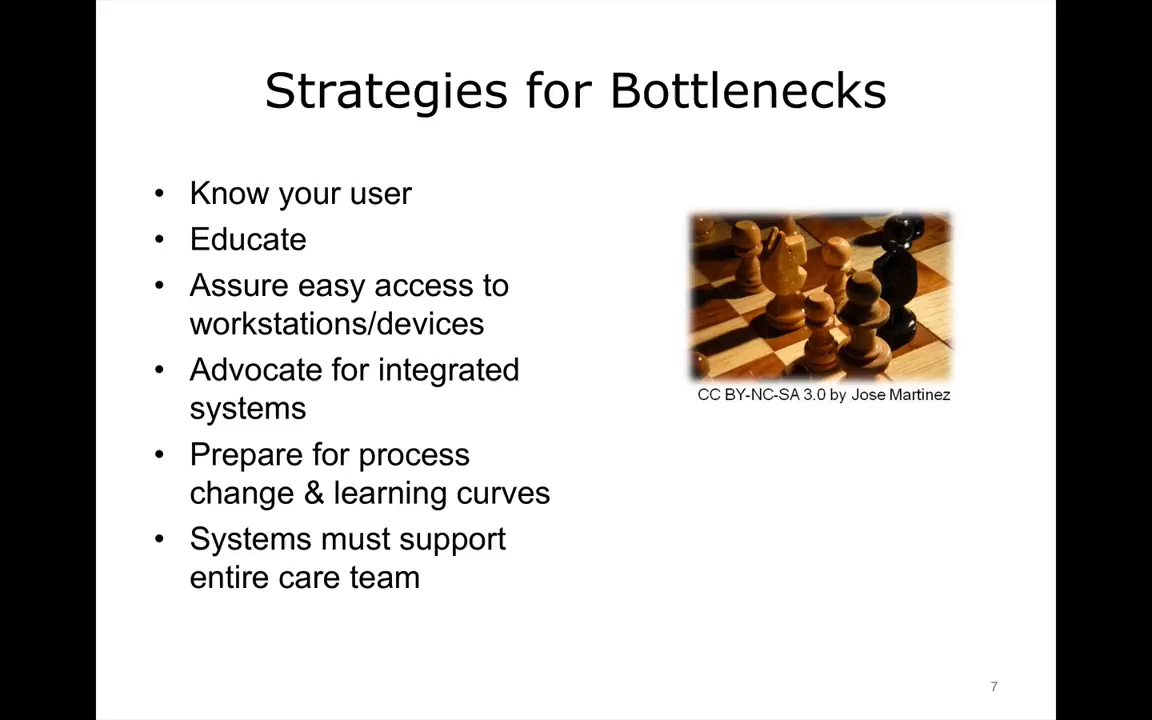 Strategies for Bottlenecks
• Know your user
• Educate
• Assure easy access to
workstations/devices
• Advocate for integrated
systems
• Prepare for process
change & learning curves
• Systems must support
entire care team
CC BY-NC-SA 3.0 by Jose Martinez
7